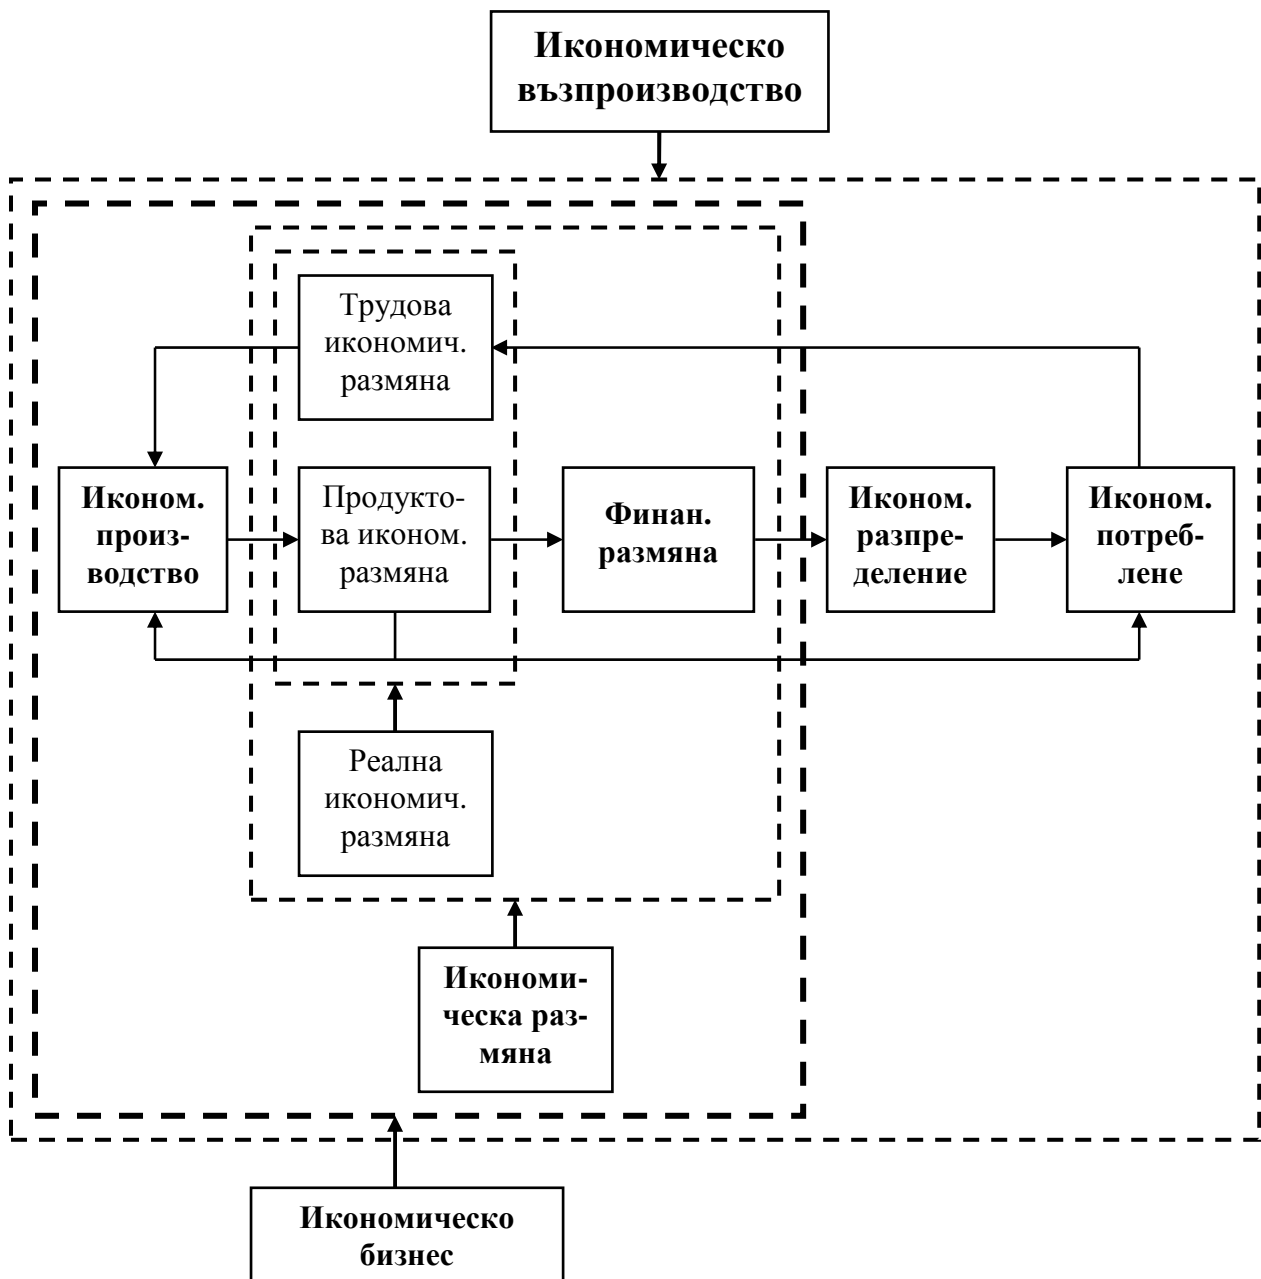 Икономическо
възпроизводство
Трудова
икономич.
размяна
Иконом.
произ-
водство
Продукто-
ва иконом.
размяна
Финан.
размяна
Иконом.
разпре-
деление
Иконом.
потреб-
лене
Реална
икономич.
размяна
Икономи-
ческа раз-
мяна
Икономическо
бизнес